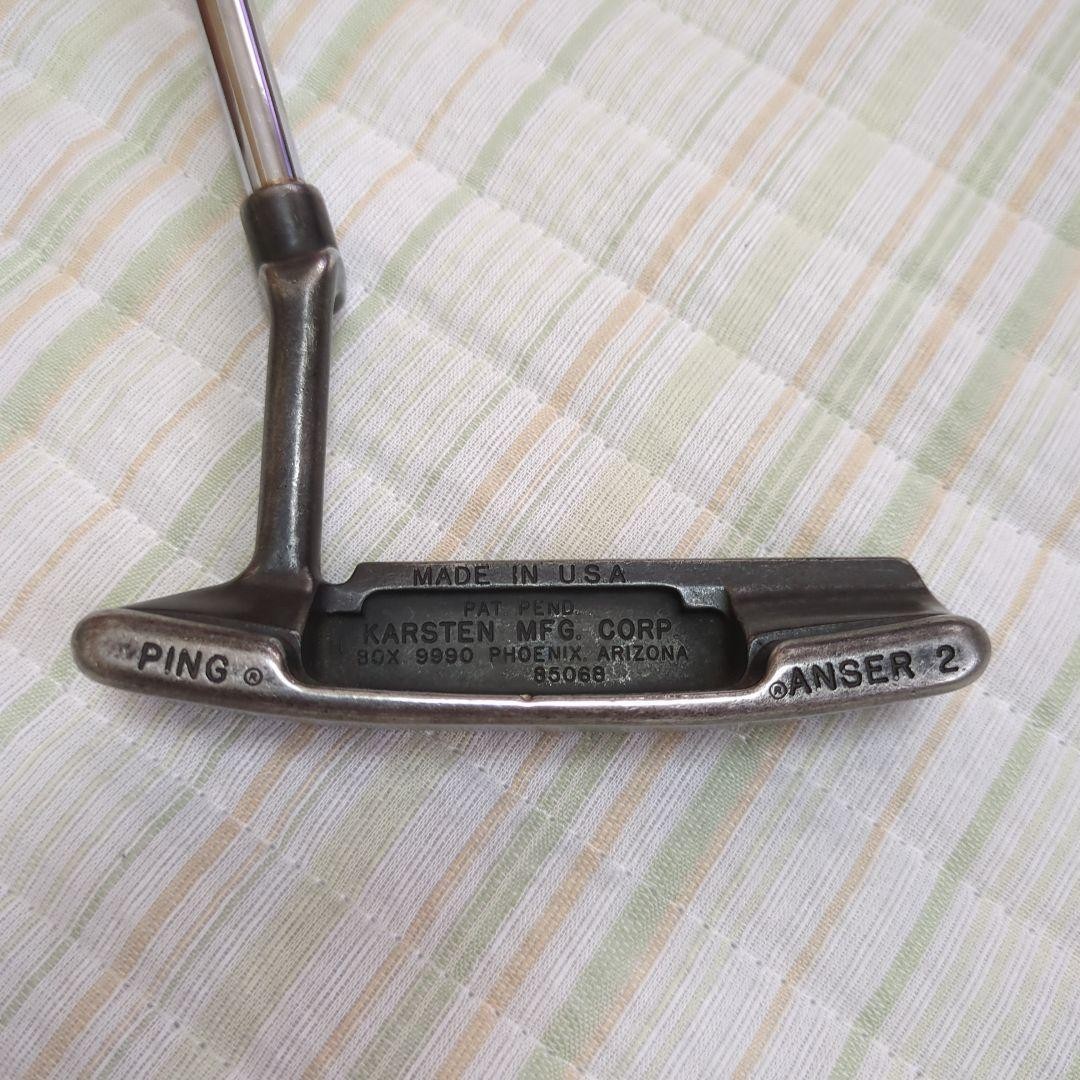 MADE IN U.S.A
PAT PEND.
KARSTEN MFG. CORP
BOX 9990 PHOENIX, ARIZONA
85068
PING ®
® ANSER 2